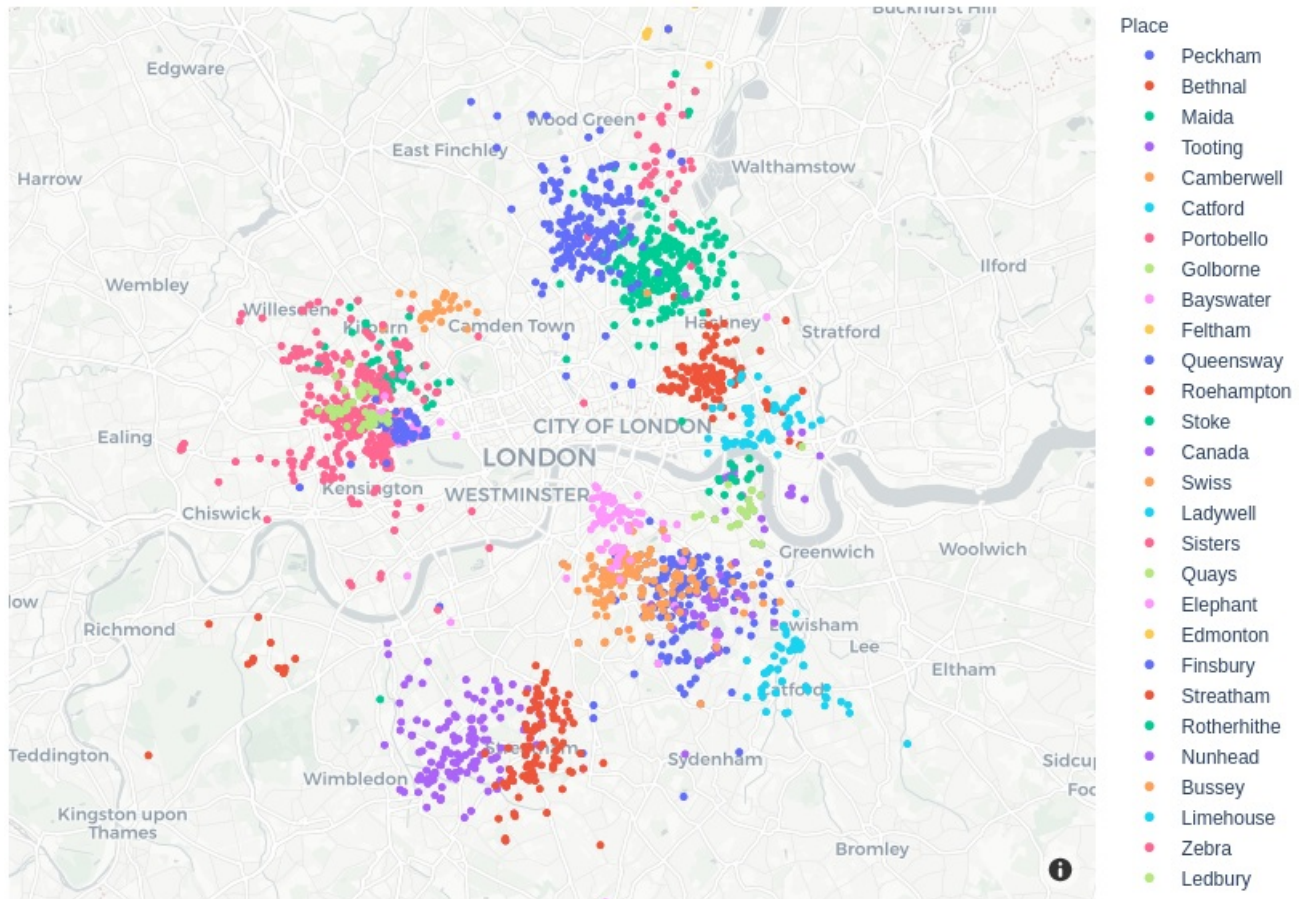 Buckhurst Hill
Edgware
Wood Green
East Finchley
Walthamstow
Harrow
Ilford
Wembley
Willesden
Kilburn
Camden Town
Hackney
Stratford
Ealing
CITY OF LONDON
LONDON
Kensington
WESTMINSTER
Chiswick
Greenwich
Woolwich
low
Richmond
Lewisham
Lee
Eltham
Catford
Streatham
Teddington
Wimbledon
Sydenham
Sidcu
Foo
Kingston upon
Thames
Bromley
i
Place
Peckham
Bethnal
Maida
Tooting
Camberwell
Catford
Portobello
Golborne
Bayswater
Feltham
Queensway
Roehampton
Stoke
Canada
Swiss
Ladywell
Sisters
Quays
Elephant
Edmonton
Finsbury
Streatham
Rotherhithe
Nunhead
Bussey
Limehouse
Zebra
Ledbury